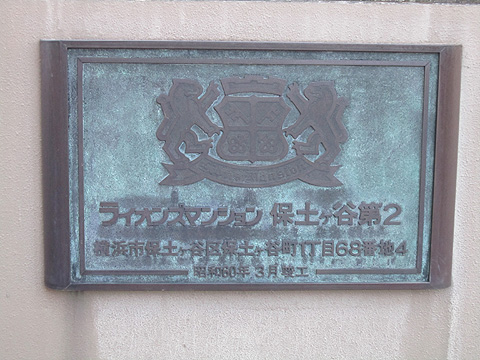 ライオンズマンション 保土ヶ谷第2
横浜市保土ヶ谷区保土ヶ谷町1丁目68番地4
昭和60年 3月竣工